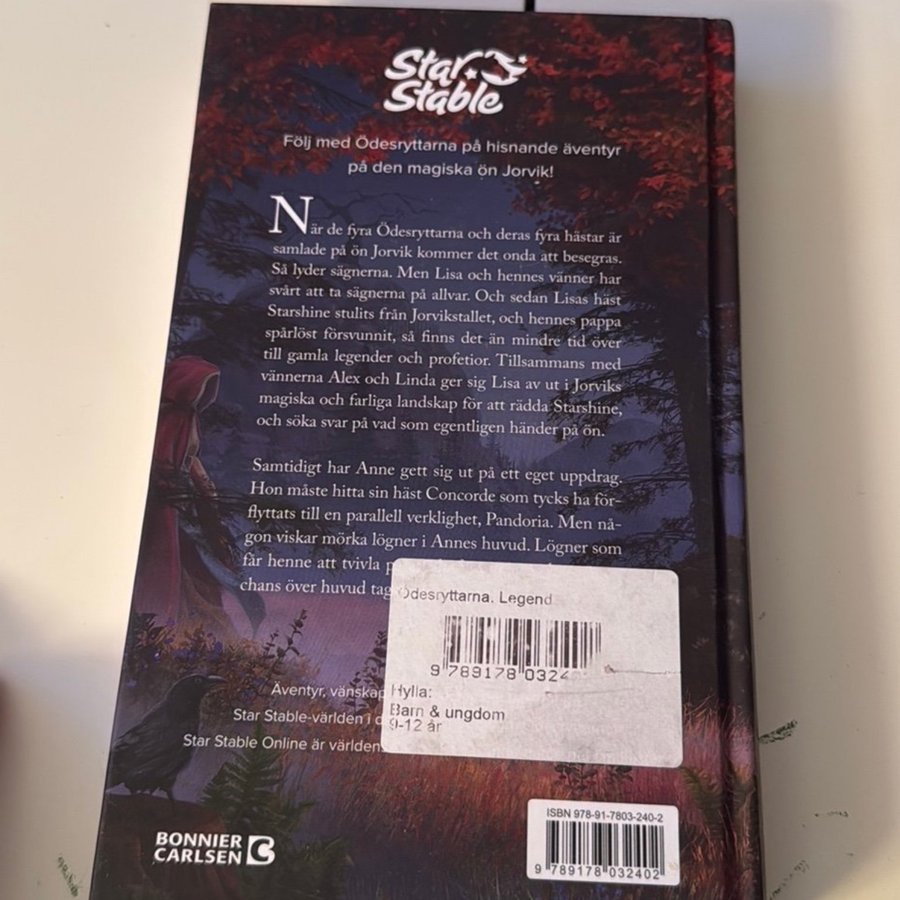 Star
Stable
Följ med Ödesryttarna på hisnande äventyr
på den magiska ön Jorvik!
När de fyra Ödesryttarna och deras fyra hästar är
samlade på ön Jorvik kommer det onda att besegras.
Så lyder sägnerna. Men Lisa och hennes vänner har
svårt att ta sägnerna på allvar. Och sedan Lisas häst
Starshine stulits från Jorvikstallet, och hennes pappa
spårlöst försvunnit, så finns det än mindre tid över
till gamla legender och profetior. Tillsammans med
vännerna Alex och Linda ger sig Lisa av ut i Jorviks
magiska och farliga landskap för att rädda Starshine,
och söka svar på vad som egentligen händer på ön.
Samtidigt har Anne gett sig ut på ett eget uppdrag.
Hon måste hitta sin häst Concorde som tycks ha för-
flyttats till en parallell verklighet, Pandoria. Men nå-
gon viskar mörka lögner i Annes huvud. Lögner som
får henne att tvivla
chans över huvud tag
Ödesryttarna. Legend
9 789178 0324
Hylla:
Barn & ungdom
9-12 år
Äventyr, vänskap
Star Stable-världen i
Star Stable Online är världen
BONNIER
CARLSEN
ISBN 978-91-7803-240-2
9 789178 032402